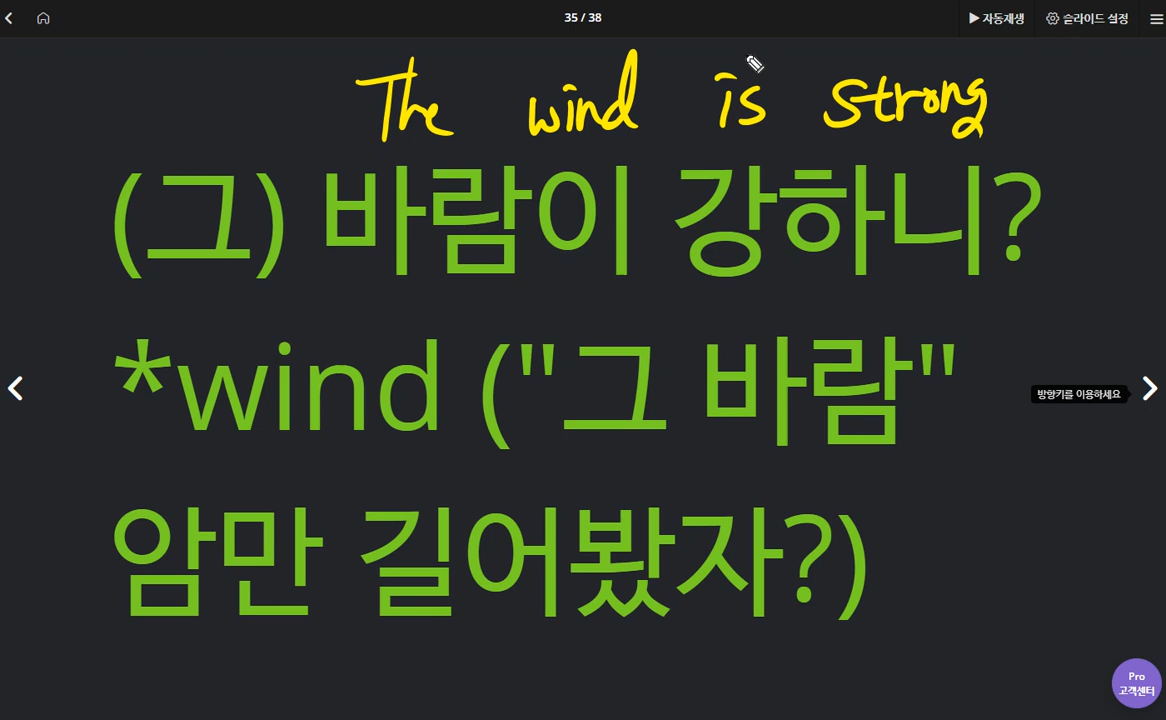 35 / 38
▶ 자동재생
슬라이드 설정
The wind is strong
(그) 바람이 강하니?
*wind ("그 바람"
방향키를 이용하세요
암만 길어봤자?)
Pro
고객센터